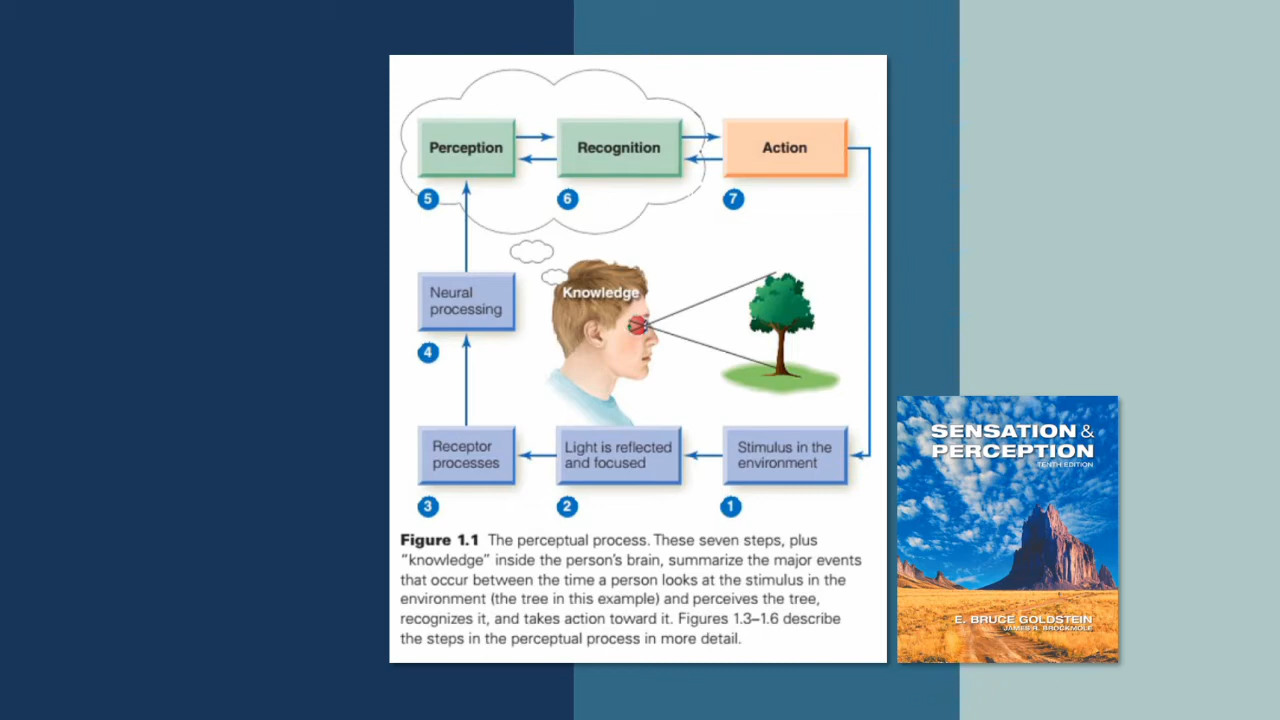 Perception
Recognition
Action
5
6
7
Neural
processing
Knowledge
4
Receptor
processes
Light is reflected
and focused
Stimulus in the
environment
3
2
1
Figure 1.1 The perceptual process. These seven steps, plus
"knowledge" inside the person's brain, summarize the major events
that occur between the time a person looks at the stimulus in the
environment (the tree in this example) and perceives the tree,
recognizes it, and takes action toward it. Figures 1.3–1.6 describe
the steps in the perceptual process in more detail.
SENSATION &
PERCEPTION
TENTH EDITION
E. BRUCE GOLDSTEIN
JAMES R. BROCKMOLE